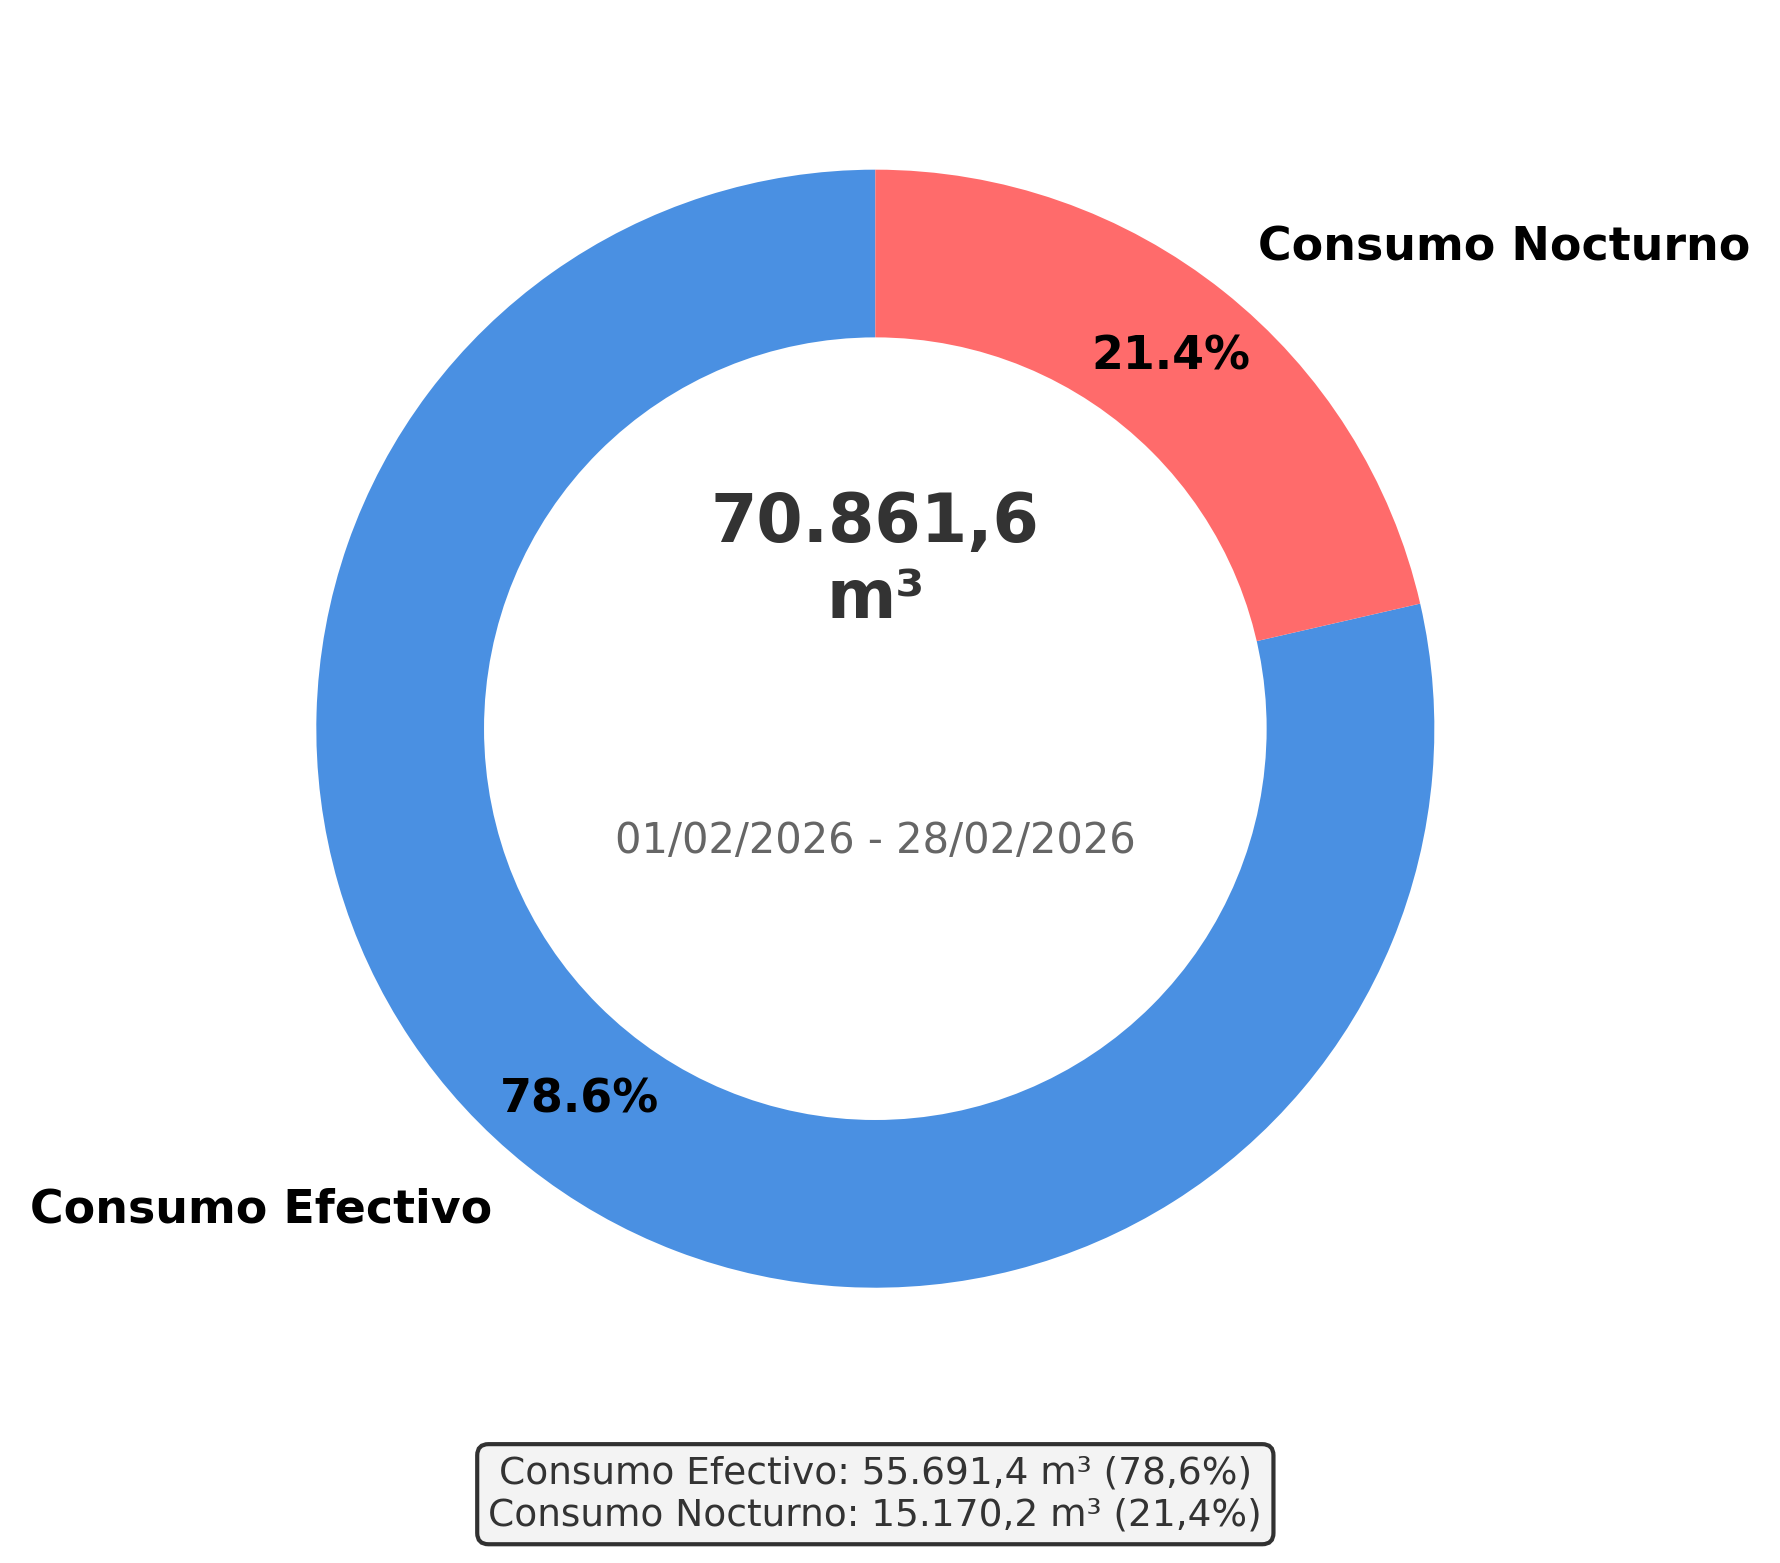 Consumo Nocturno
21.4%
70.861,6
m³
01/02/2026 - 28/02/2026
78.6%
Consumo Efectivo
Consumo Efectivo: 55.691,4 m³ (78,6%)
Consumo Nocturno: 15.170,2 m³ (21,4%)